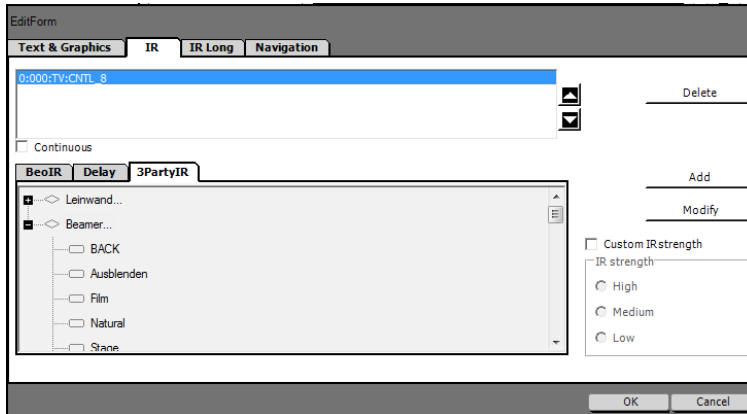 EditForm
Text & Graphics IR IR Long Navigation
0:000:TV:CNTL_8
Delete
Continuous
BeoIR Delay 3PartyIR
Add
Leinwand...
Modify
Beamer...
BACK
Custom IRstrength
IR strength
Ausblenden
High
Film
Medium
Natural
Low
Stage
OK Cancel